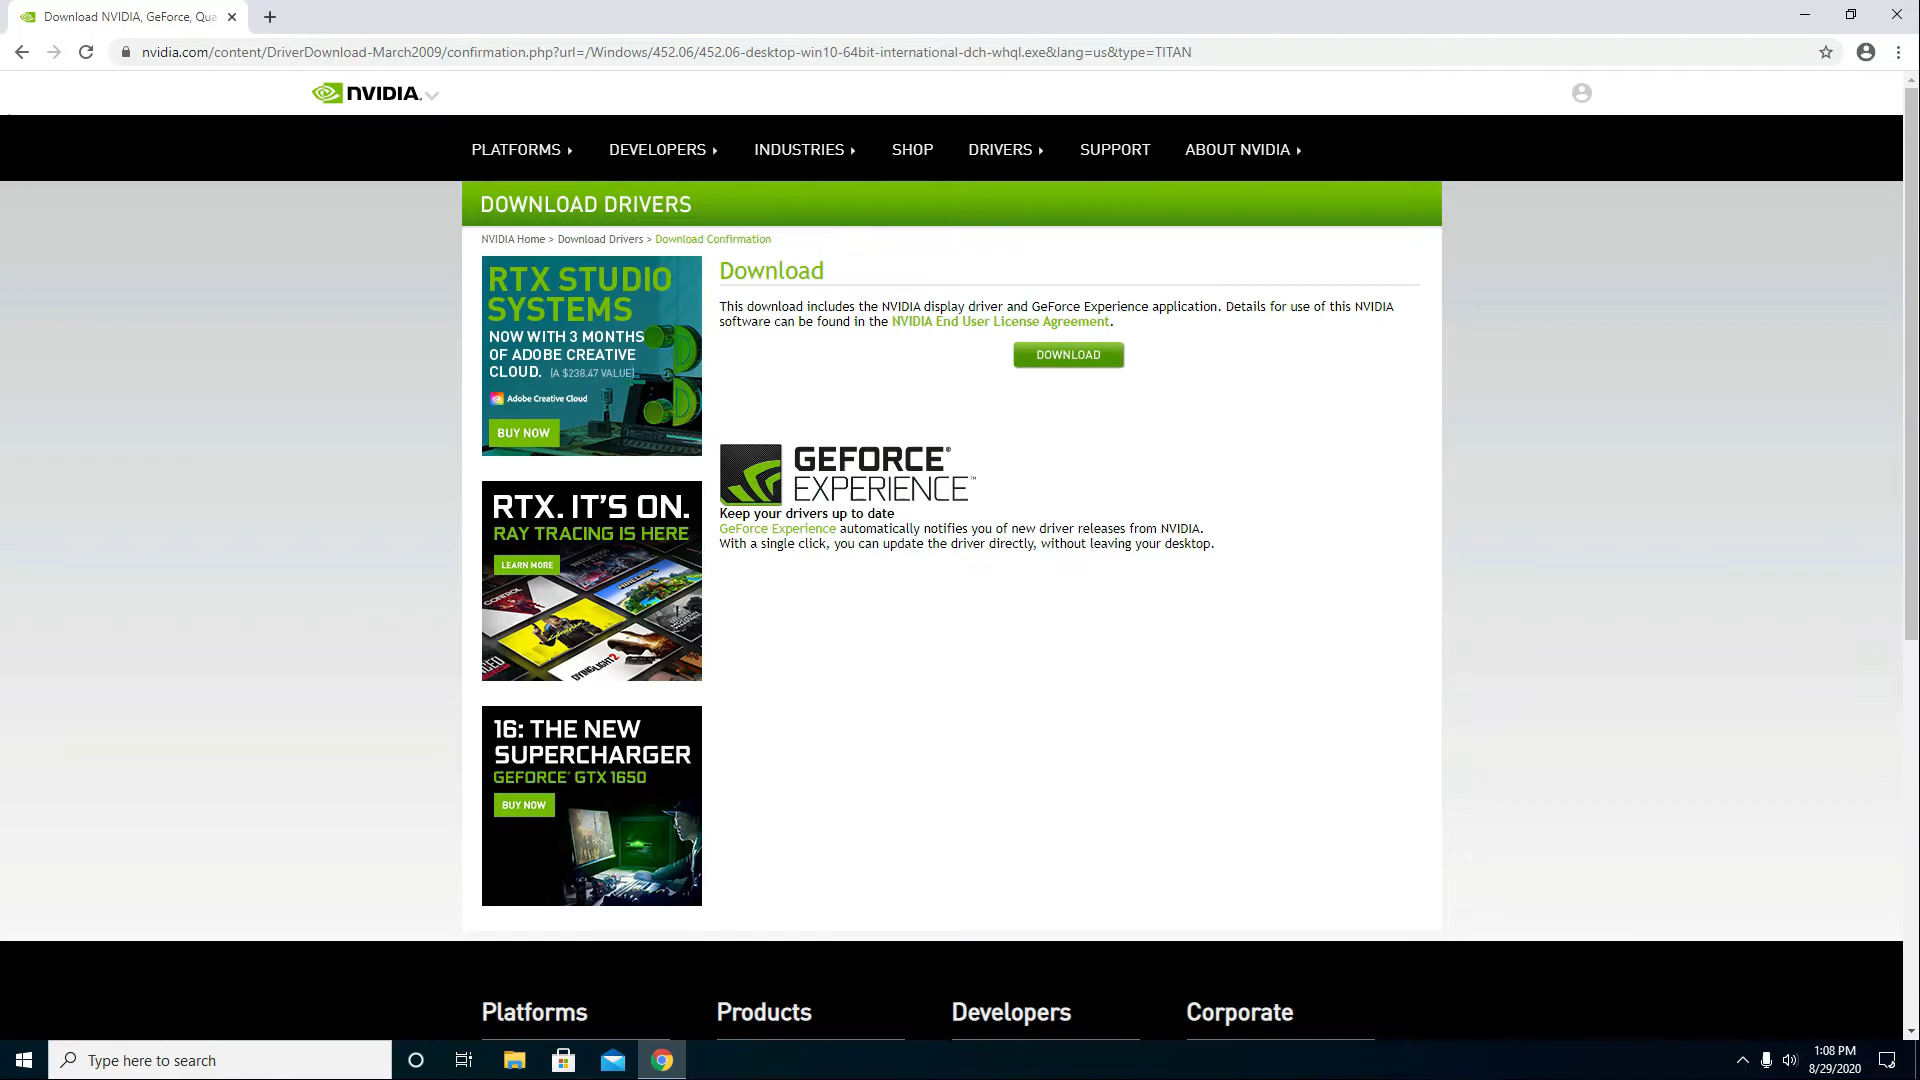 Download NVIDIA, GeForce, Qua
nvidia.com/content/DriverDownload-March2009/confirmation.php?url=/Windows/452.06/452.06-desktop-win10-64bit-international-dch-whql.exe&lang=us&type=TITAN
NVIDIA.
PLATFORMS DEVELOPERS INDUSTRIES SHOP DRIVERS SUPPORT ABOUT NVIDIA
DOWNLOAD DRIVERS
NVIDIA Home > Download Drivers > Download Confirmation
RTX STUDIO
SYSTEMS
NOW WITH 3 MONTHS
OF ADOBE CREATIVE
CLOUD. (A $238.47 VALUE)
Adobe Creative Cloud
BUY NOW
RTX. IT'S ON.
RAY TRACING IS HERE
LEARN MORE
CONTROL
MINECRAFT
DYING LIGHT 2
16: THE NEW
SUPERCHARGER
GEFORCE® GTX 1650
BUY NOW
Download
This download includes the NVIDIA display driver and GeForce Experience application. Details for use of this NVIDIA
software can be found in the NVIDIA End User License Agreement.
DOWNLOAD
GEFORCE®
EXPERIENCE™
Keep your drivers up to date
GeForce Experience automatically notifies you of new driver releases from NVIDIA.
With a single click, you can update the driver directly, without leaving your desktop.
Platforms Products Developers Corporate
Type here to search
1:08 PM
8/29/2020